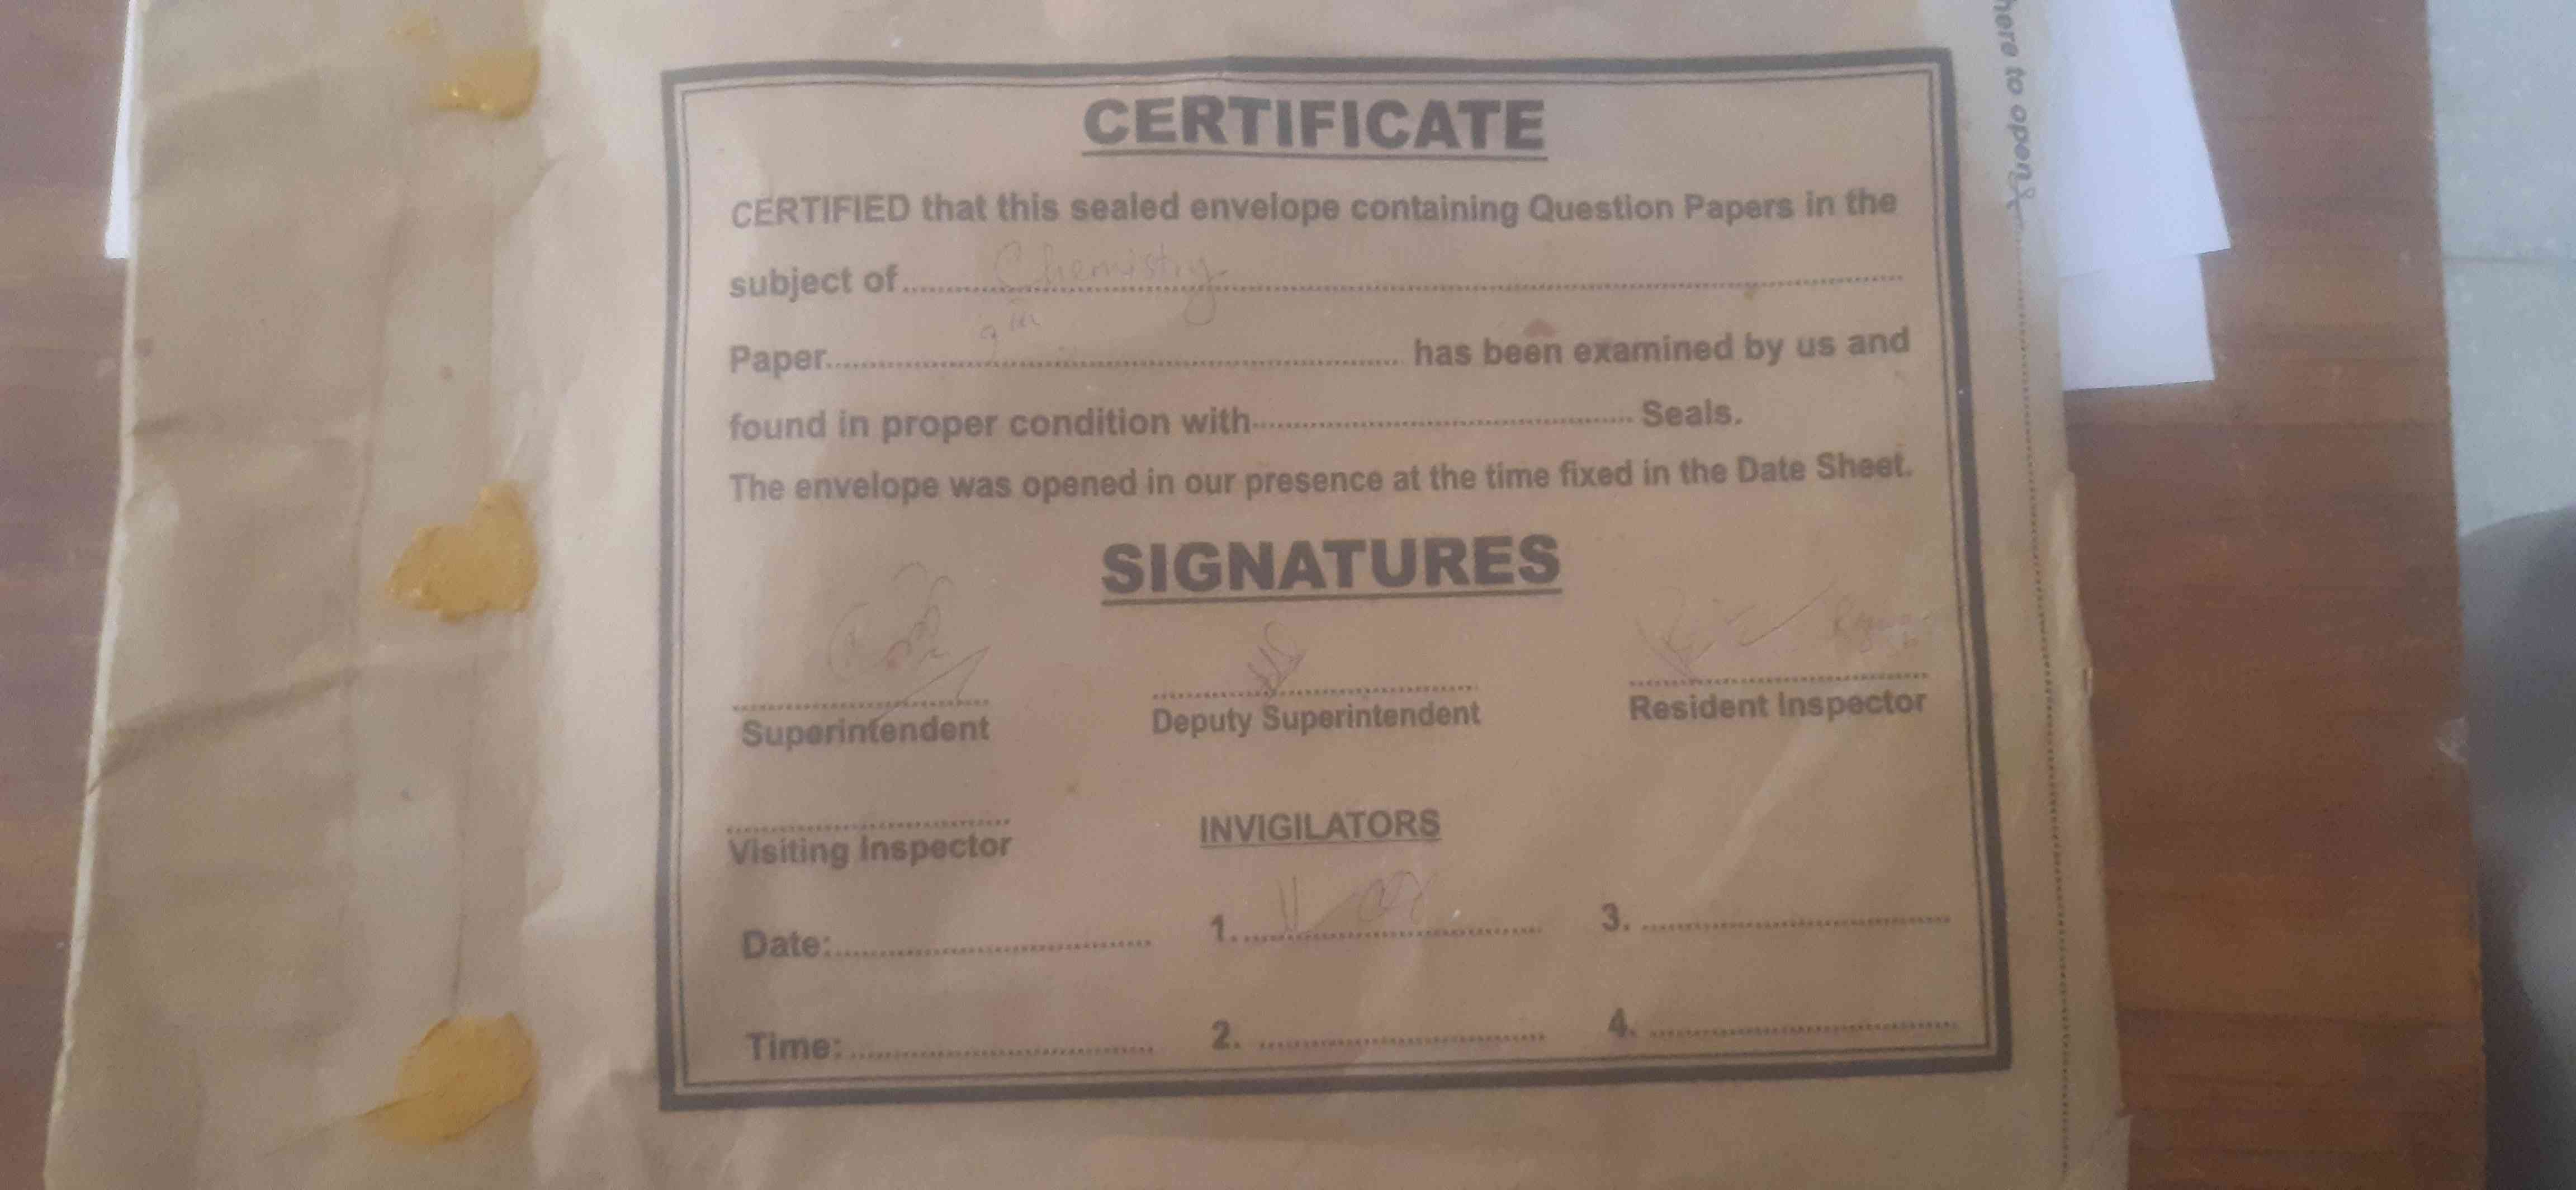 CERTIFICATE
CERTIFIED that this sealed envelope containing Question Papers in the
subject of Chemistry
Paper 9th has been examined by us and
found in proper condition with Seals.
The envelope was opened in our presence at the time fixed in the Date Sheet.
SIGNATURES
Superintendent Deputy Superintendent Resident Inspector
Visiting Inspector INVIGILATORS
Date: 1. 3.
Time: 2. 4.
here to open